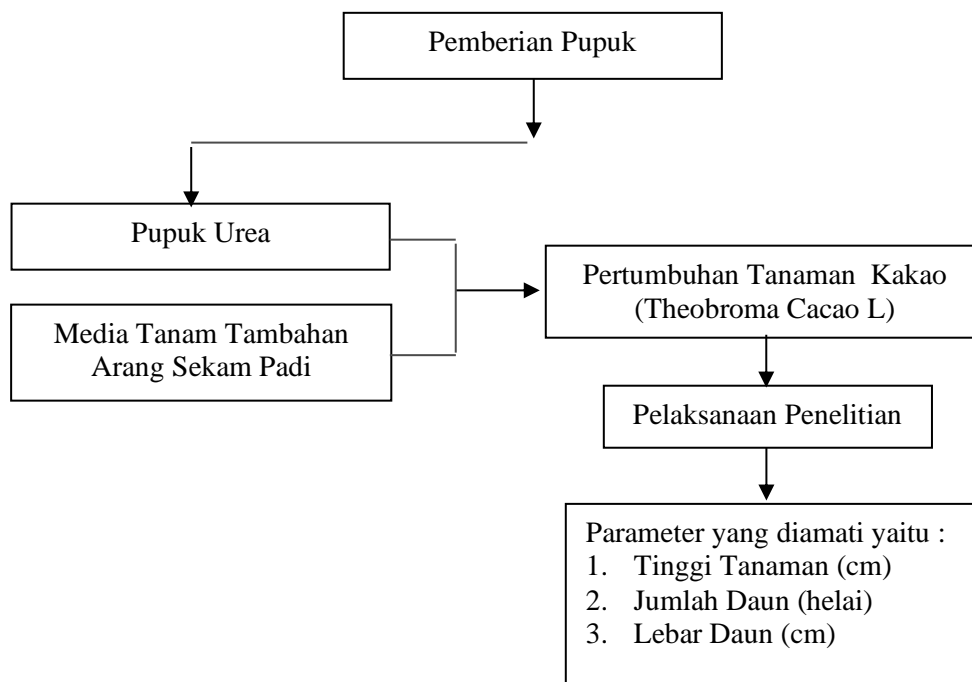 Pemberian Pupuk
Pupuk Urea
Media Tanam Tambahan
Arang Sekam Padi
Pertumbuhan Tanaman Kakao
(Theobroma Cacao L)
Pelaksanaan Penelitian
Parameter yang diamati yaitu :
1. Tinggi Tanaman (cm)
2. Jumlah Daun (helai)
3. Lebar Daun (cm)